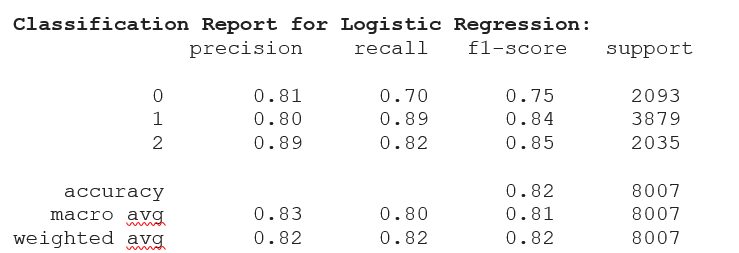 Classification Report for Logistic Regression:
precision recall f1-score support
0 0.81 0.70 0.75 2093
1 0.80 0.89 0.84 3879
2 0.89 0.82 0.85 2035
accuracy 0.82 8007
macro avg 0.83 0.80 0.81 8007
weighted avg 0.82 0.82 0.82 8007